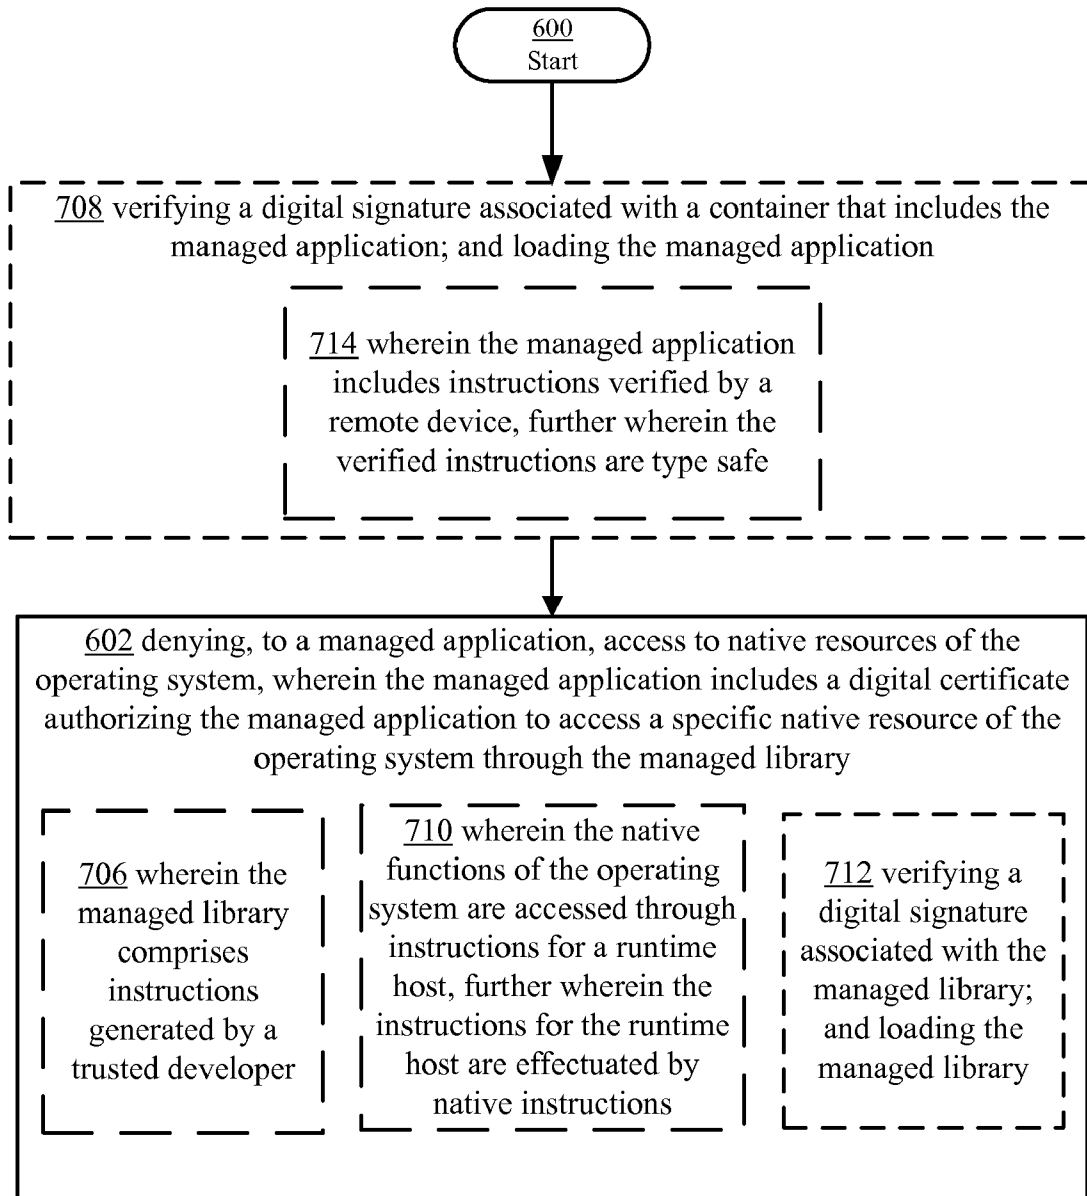 600
Start
708 verifying a digital signature associated with a container that includes the
managed application; and loading the managed application
714 wherein the managed application
includes instructions verified by a
remote device, further wherein the
verified instructions are type safe
602 denying, to a managed application, access to native resources of the
operating system, wherein the managed application includes a digital certificate
authorizing the managed application to access a specific native resource of the
operating system through the managed library
706 wherein the
managed library
comprises
instructions
generated by a
trusted developer
710 wherein the native
functions of the operating
system are accessed through
instructions for a runtime
host, further wherein the
instructions for the runtime
host are effectuated by
native instructions
712 verifying a
digital signature
associated with the
managed library;
and loading the
managed library